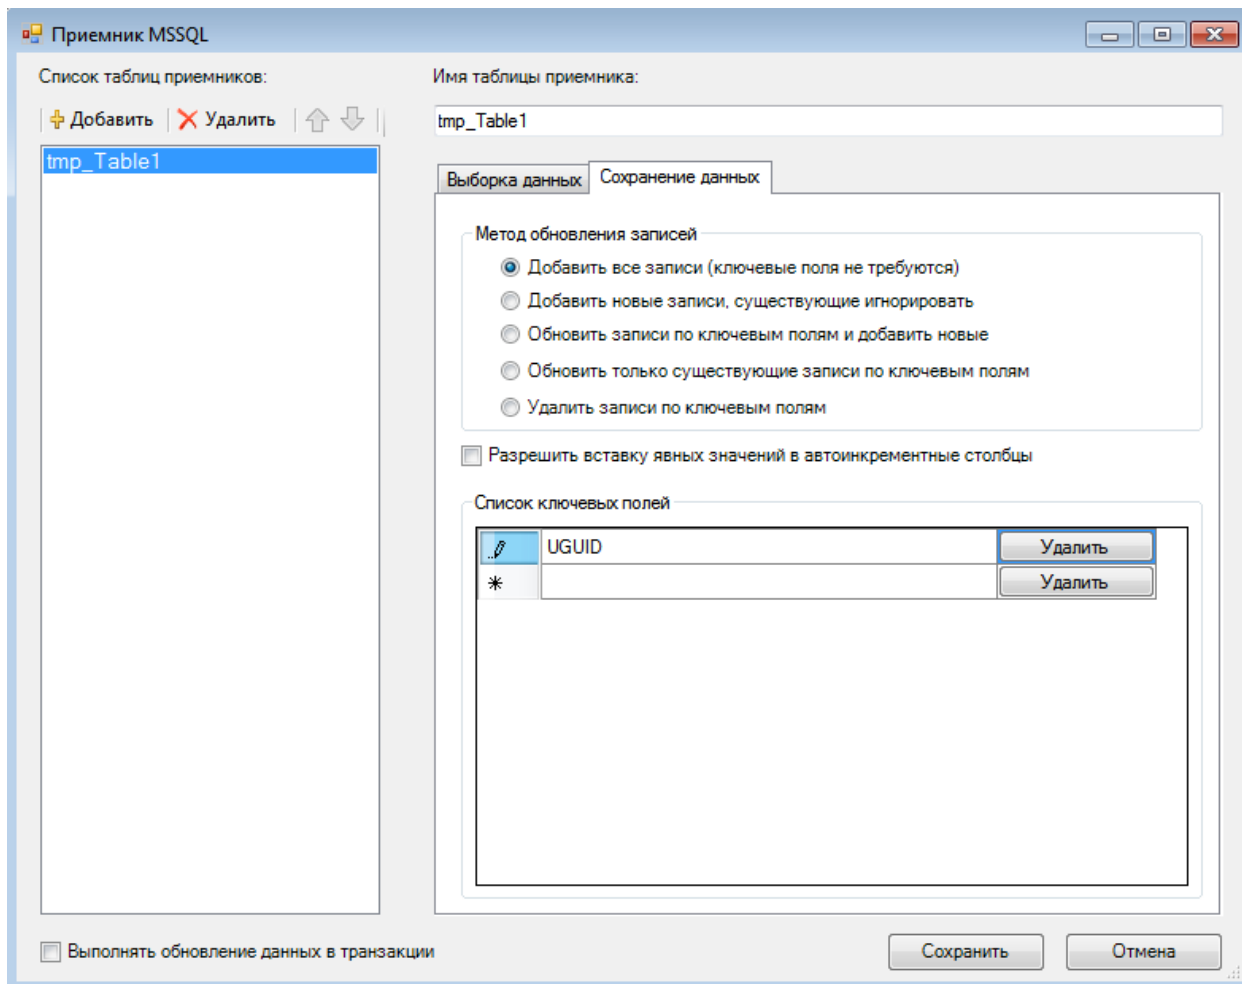 Приемник MSSQL
Список таблиц приемников:
Имя таблицы приемника:
Добавить
Удалить
tmp_Table1
tmp_Table1
Выборка данных
Сохранение данных
Метод обновления записей
Добавить все записи (ключевые поля не требуются)
Добавить новые записи, существующие игнорировать
Обновить записи по ключевым полям и добавить новые
Обновить только существующие записи по ключевым полям
Удалить записи по ключевым полям
Разрешить вставку явных значений в автоинкрементные столбцы
Список ключевых полей
UGUID
Удалить
Удалить
Выполнять обновление данных в транзакции
Сохранить
Отмена